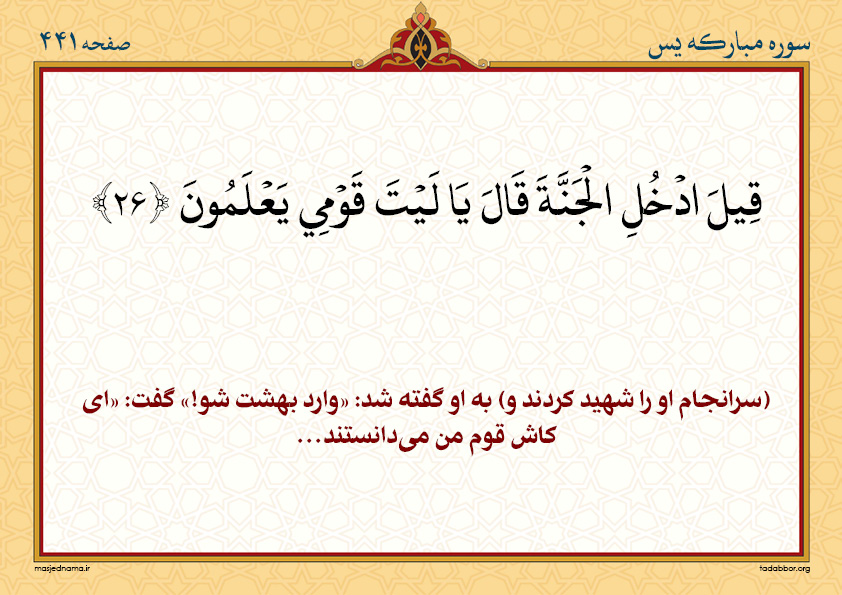 سوره مبارکه یس
صفحه ۴۴۱
قِيلَ ادْخُلِ الْجَنَّةَ قَالَ يَا لَيْتَ قَوْمِي يَعْلَمُونَ ﴿۲۶﴾
(سرانجام او را شهید کردند و) به او گفته شد: «وارد بهشت شو!» گفت: «ای
کاش قوم من می‌دانستند...
tadabbor.org
masjednama.ir